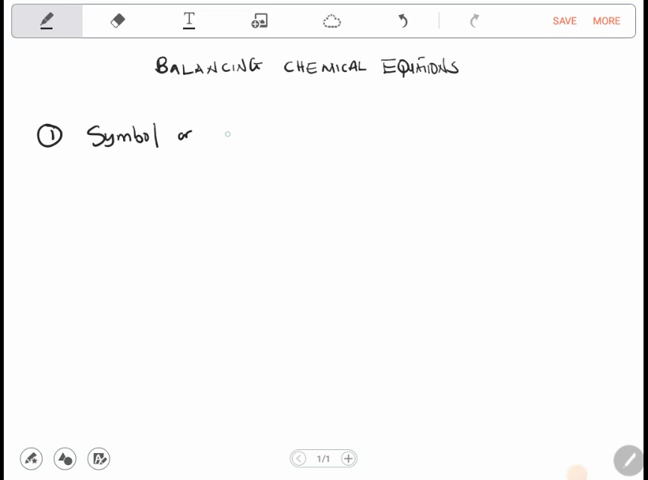 T SAVE MORE
BALANCING CHEMICAL EQUATIONS
① Symbol or
1/1